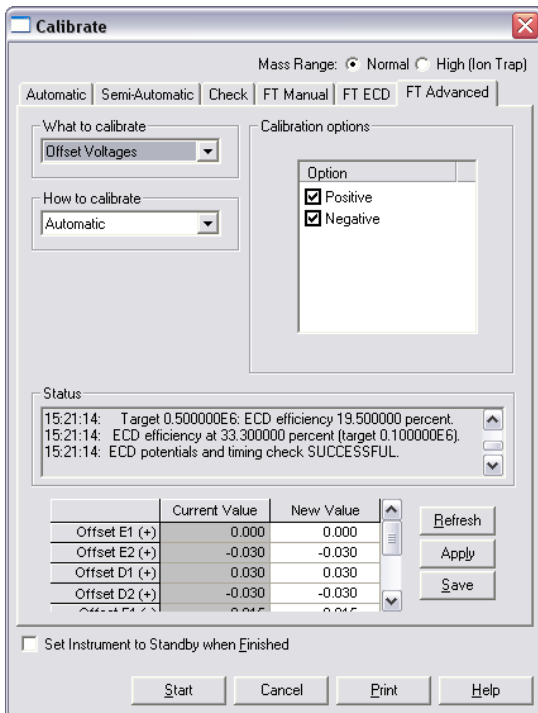 Calibrate
Mass Range: Normal High (Ion Trap)
Automatic Semi-Automatic Check FT Manual FT ECD FT Advanced
What to calibrate
Offset Voltages
How to calibrate
Automatic
Calibration options
Option
Positive
Negative
Status
15:21:14: Target 0.500000E6: ECD efficiency 19.500000 percent.
15:21:14: ECD efficiency at 33.300000 percent (target 0.100000E6).
15:21:14: ECD potentials and timing check SUCCESSFUL.
Current Value New Value
Offset E1 (+) 0.000 0.000
Offset E2 (+) -0.030 -0.030
Offset D1 (+) 0.030 0.030
Offset D2 (+) -0.030 -0.030
Refresh
Apply
Save
Set Instrument to Standby when Finished
Start Cancel Print Help